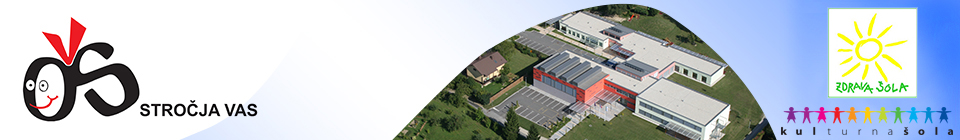 OŠ STROČJA VAS
ZDRAVA ŠOLA
kulturnašola